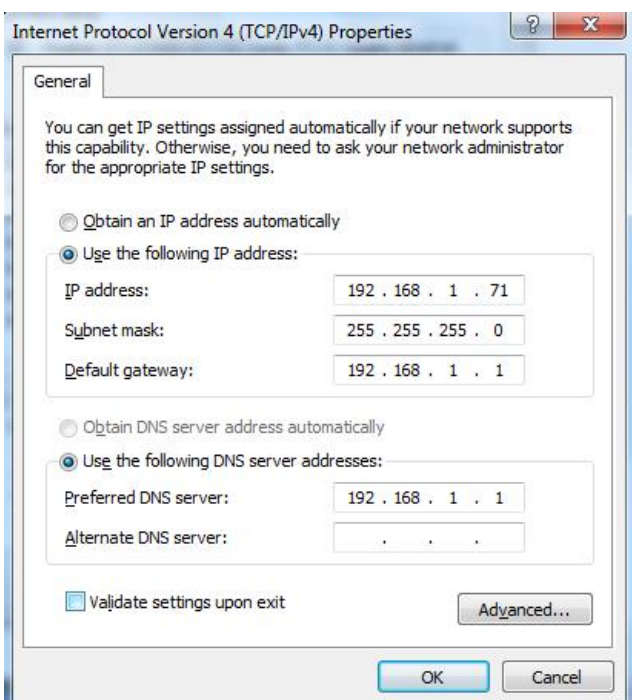 Internet Protocol Version 4 (TCP/IPv4) Properties
General
You can get IP settings assigned automatically if your network supports
this capability. Otherwise, you need to ask your network administrator
for the appropriate IP settings.
Obtain an IP address automatically
Use the following IP address:
IP address: 192 . 168 . 1 . 71
Subnet mask: 255 . 255 . 255 . 0
Default gateway: 192 . 168 . 1 . 1
Obtain DNS server address automatically
Use the following DNS server addresses:
Preferred DNS server: 192 . 168 . 1 . 1
Alternate DNS server: . . .
Validate settings upon exit
Advanced...
OK Cancel